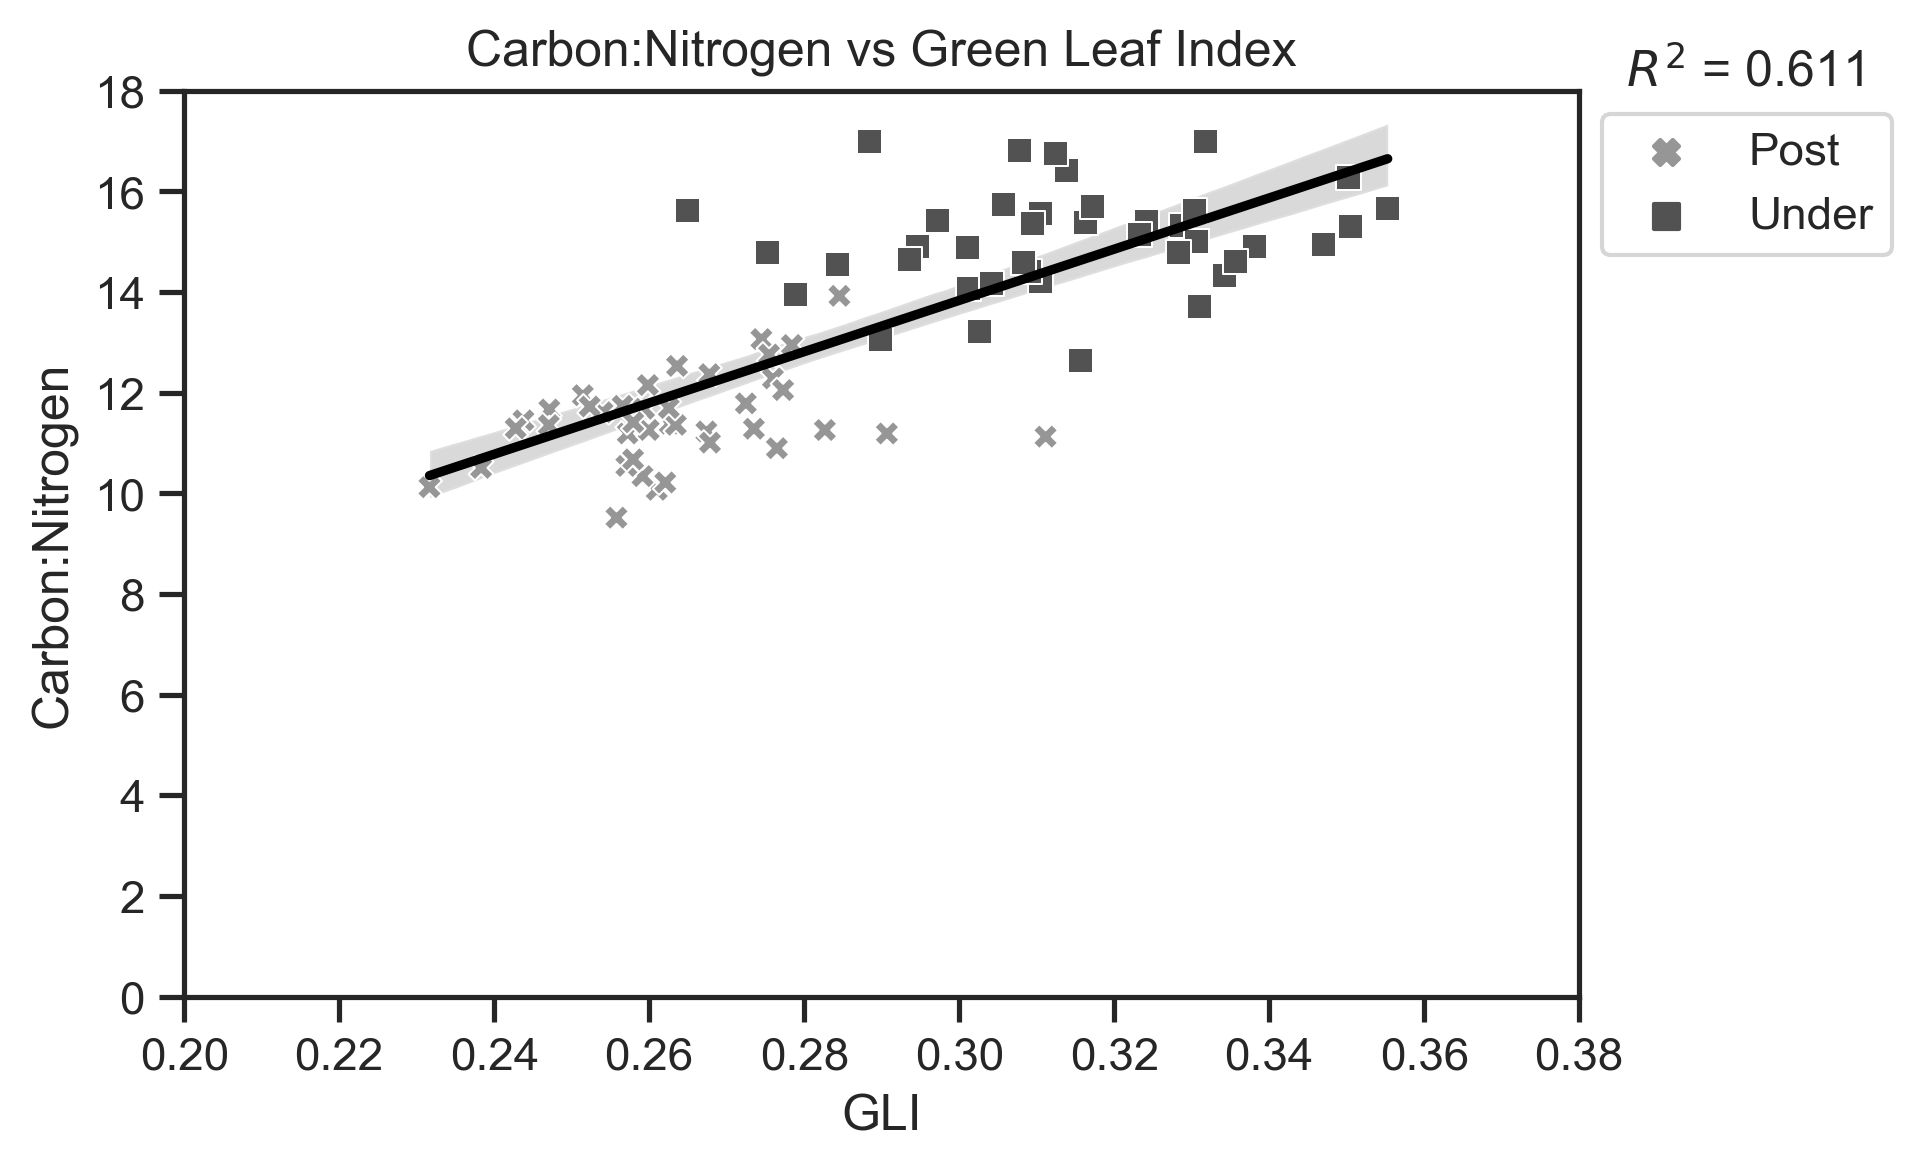 Carbon:Nitrogen vs Green Leaf Index
R² = 0.611
Post
Under
Carbon:Nitrogen
18
16
14
12
10
8
6
4
2
0
0.20 0.22 0.24 0.26 0.28 0.30 0.32 0.34 0.36 0.38
GLI